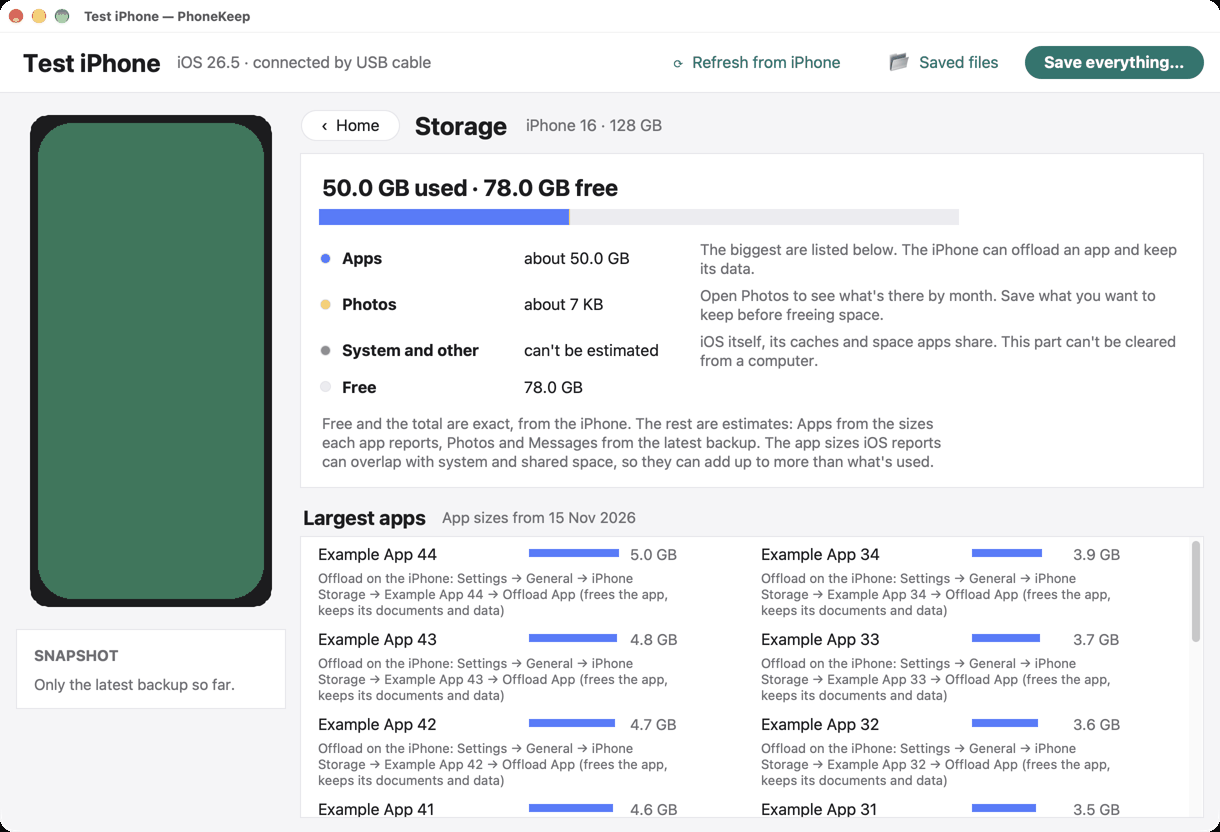 Test iPhone — PhoneKeep
Test iPhone
iOS 26.5 · connected by USB cable
Refresh from iPhone
Saved files
Save everything...
‹ Home
Storage
iPhone 16 · 128 GB
50.0 GB used · 78.0 GB free
Apps
about 50.0 GB
The biggest are listed below. The iPhone can offload an app and keep
its data.
Photos
about 7 KB
Open Photos to see what's there by month. Save what you want to
keep before freeing space.
System and other
can't be estimated
iOS itself, its caches and space apps share. This part can't be cleared
from a computer.
Free
78.0 GB
Free and the total are exact, from the iPhone. The rest are estimates: Apps from the sizes
each app reports, Photos and Messages from the latest backup. The app sizes iOS reports
can overlap with system and shared space, so they can add up to more than what's used.
SNAPSHOT
Only the latest backup so far.
Largest apps
App sizes from 15 Nov 2026
Example App 44
5.0 GB
Offload on the iPhone: Settings → General → iPhone
Storage → Example App 44 → Offload App (frees the app,
keeps its documents and data)
Example App 43
4.8 GB
Offload on the iPhone: Settings → General → iPhone
Storage → Example App 43 → Offload App (frees the app,
keeps its documents and data)
Example App 42
4.7 GB
Offload on the iPhone: Settings → General → iPhone
Storage → Example App 42 → Offload App (frees the app,
keeps its documents and data)
Example App 41
4.6 GB
Example App 34
3.9 GB
Offload on the iPhone: Settings → General → iPhone
Storage → Example App 34 → Offload App (frees the app,
keeps its documents and data)
Example App 33
3.7 GB
Offload on the iPhone: Settings → General → iPhone
Storage → Example App 33 → Offload App (frees the app,
keeps its documents and data)
Example App 32
3.6 GB
Offload on the iPhone: Settings → General → iPhone
Storage → Example App 32 → Offload App (frees the app,
keeps its documents and data)
Example App 31
3.5 GB